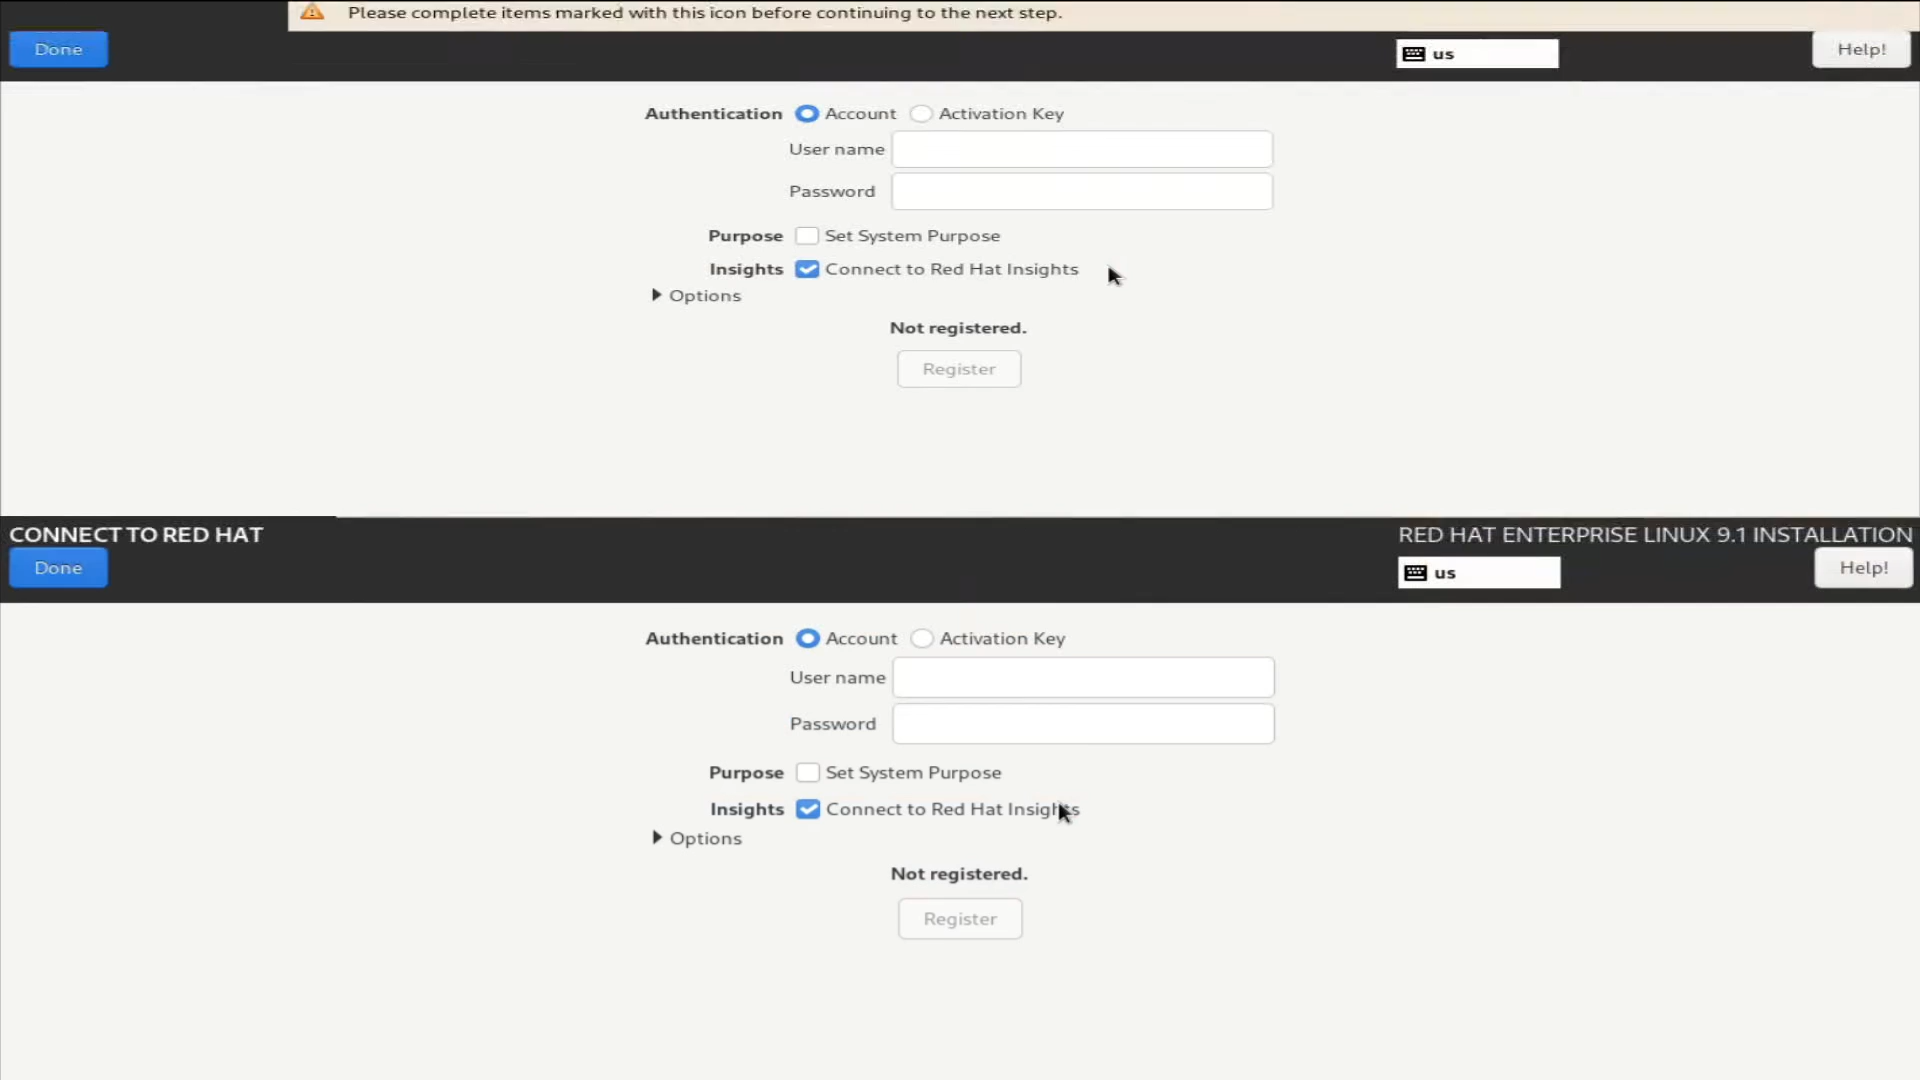 Please complete items marked with this icon before continuing to the next step.
Done
us
Help!
Authentication Account Activation Key
User name
Password
Purpose Set System Purpose
Insights Connect to Red Hat Insights
Options
Not registered.
Register
CONNECT TO RED HAT
RED HAT ENTERPRISE LINUX 9.1 INSTALLATION
Done
us
Help!
Authentication Account Activation Key
User name
Password
Purpose Set System Purpose
Insights Connect to Red Hat Insights
Options
Not registered.
Register